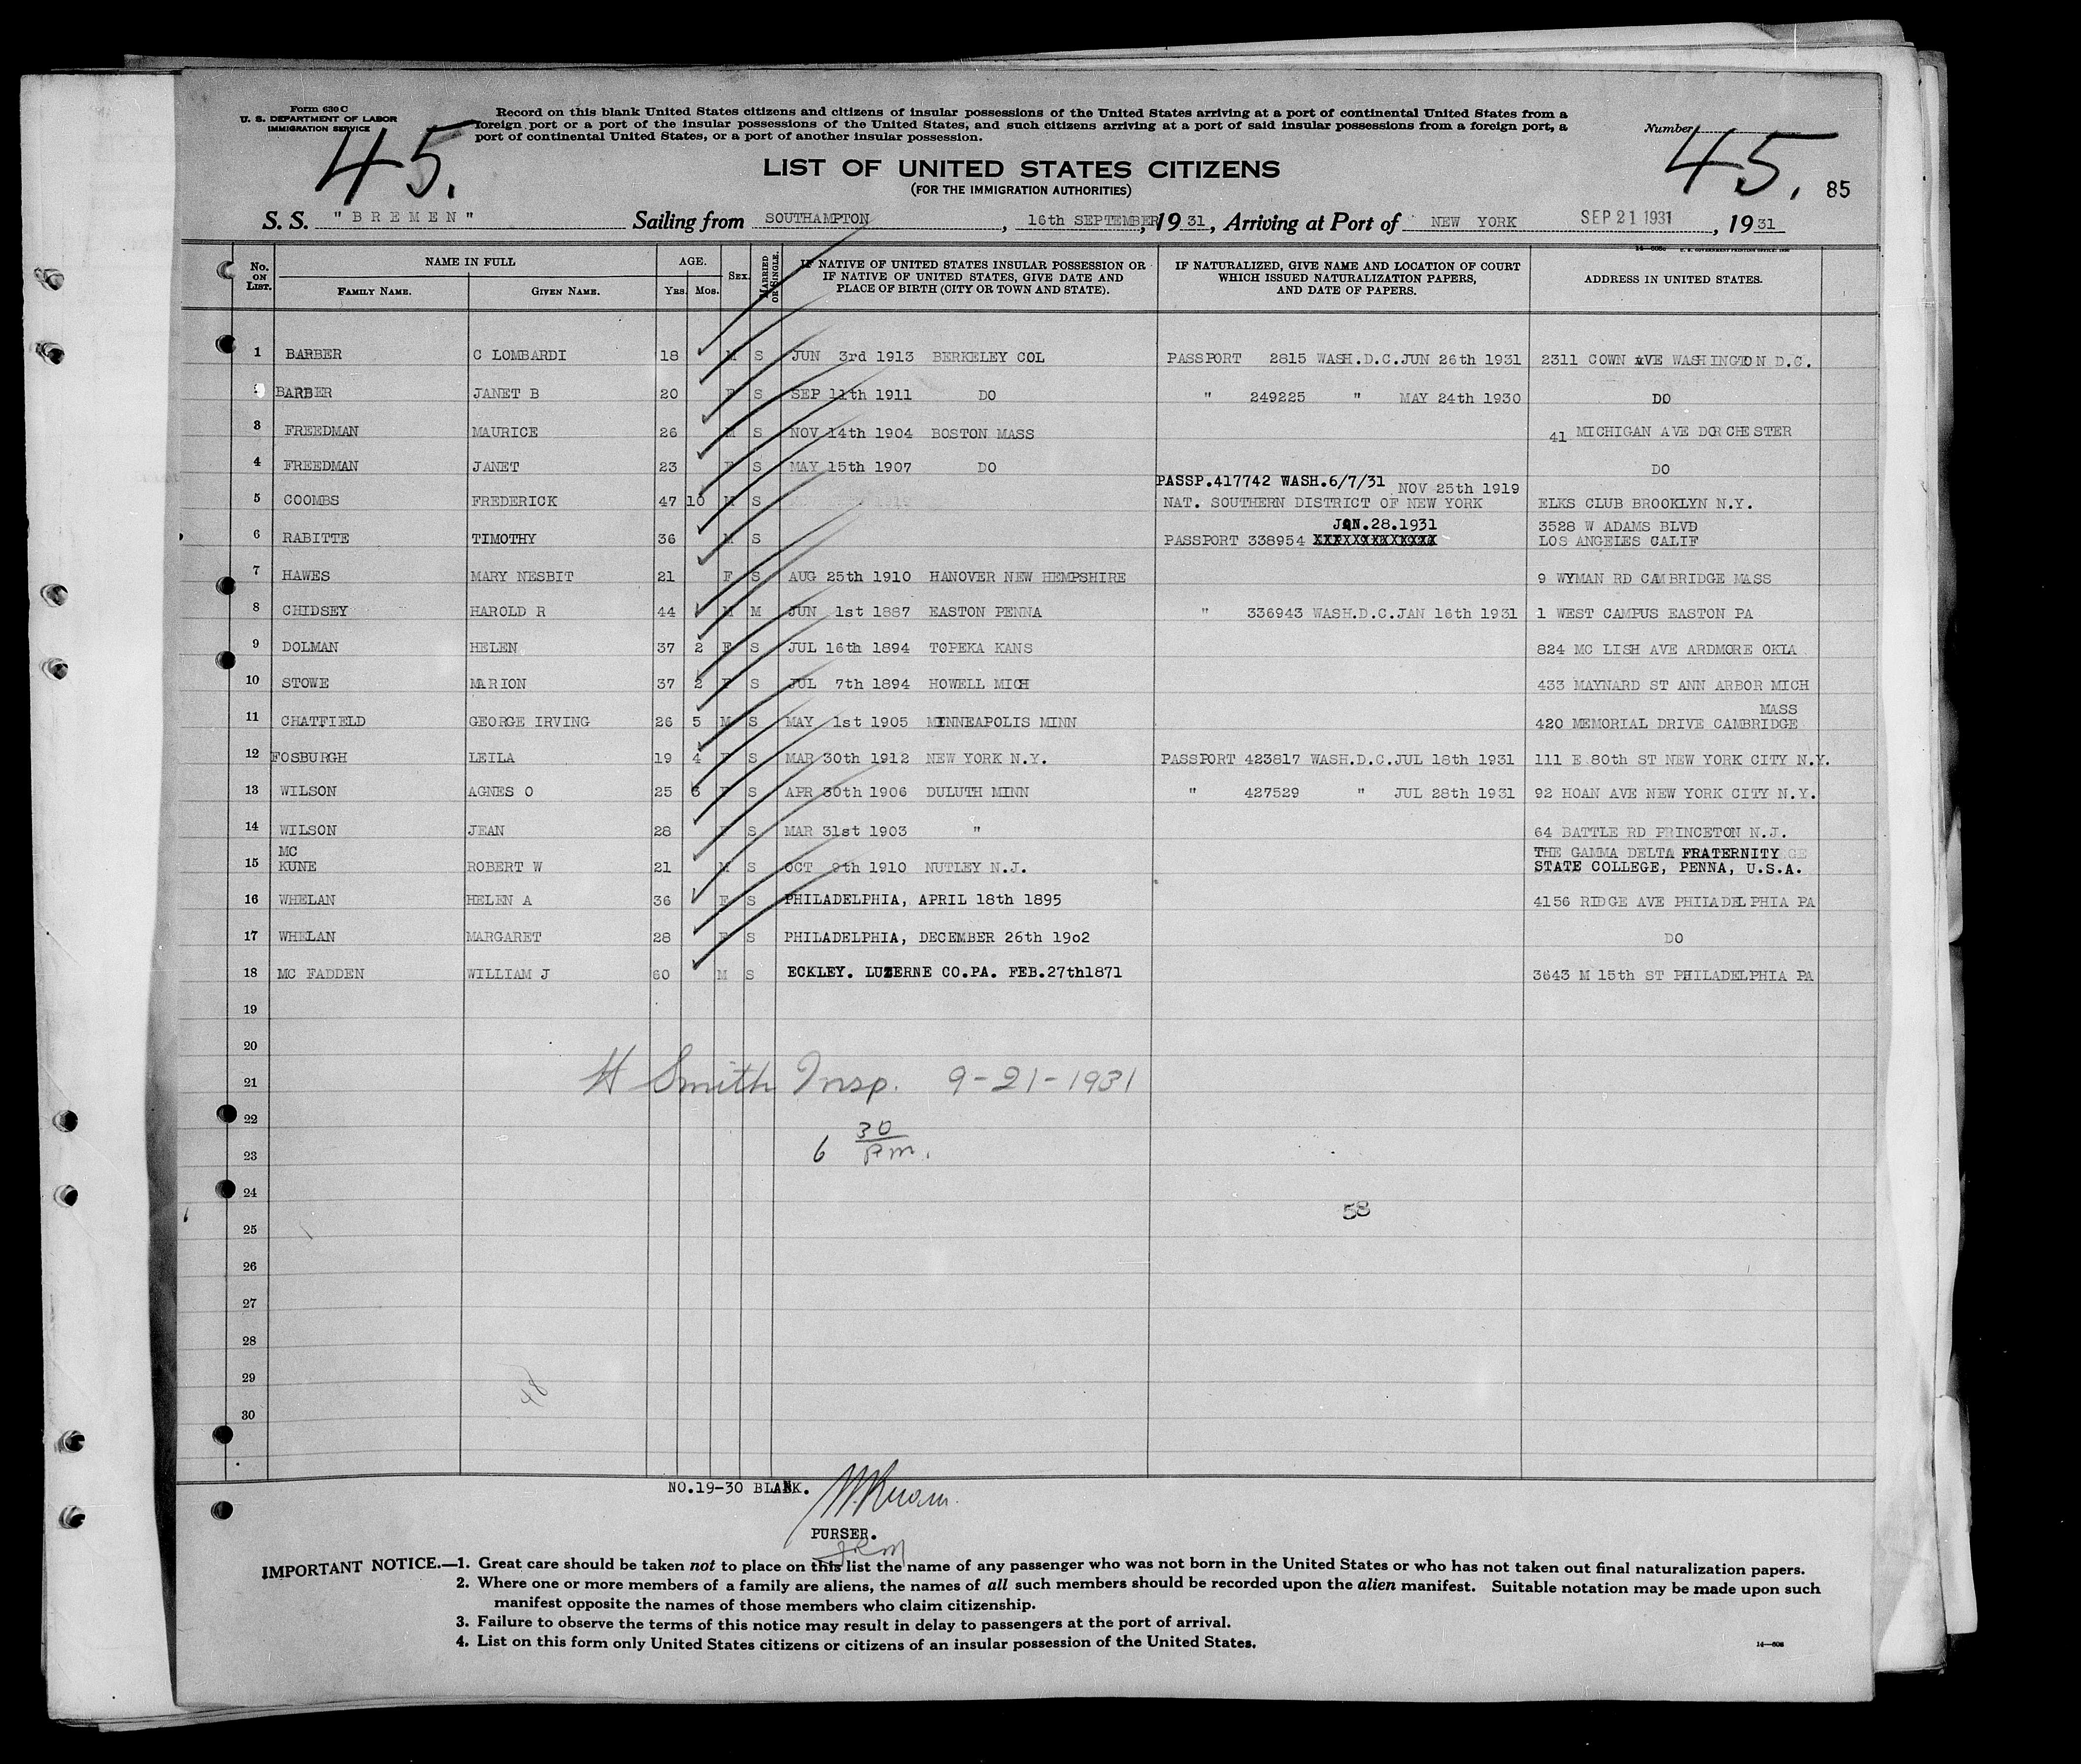 Form 630 C
U. S. DEPARTMENT OF LABOR
IMMIGRATION SERVICE
Record on this blank United States citizens and citizens of insular possessions of the United States arriving at a port of continental United States from a
foreign port or a port of the insular possessions of the United States, and such citizens arriving at a port of said insular possessions from a foreign port, a
port of continental United States, or a port of another insular possession.
Number
45.
45.
85
LIST OF UNITED STATES CITIZENS
(FOR THE IMMIGRATION AUTHORITIES)
S. S. "BREMEN" Sailing from SOUTHAMPTON, 16th SEPTEMBER, 1931, Arriving at Port of NEW YORK SEP 21 1931, 1931
No. ON LIST. NAME IN FULL FAMILY NAME. GIVEN NAME. AGE. Yrs. Mos. Sex. MARRIED OR SINGLE. IF NATIVE OF UNITED STATES INSULAR POSSESSION OR IF NATIVE OF UNITED STATES, GIVE DATE AND PLACE OF BIRTH (CITY OR TOWN AND STATE). IF NATURALIZED, GIVE NAME AND LOCATION OF COURT WHICH ISSUED NATURALIZATION PAPERS, AND DATE OF PAPERS. ADDRESS IN UNITED STATES.
1 BARBER C LOMBARDI 18 M S JUN 3rd 1913 BERKELEY COL PASSPORT 2815 WASH.D.C.JUN 26th 1931 2311 COWN AVE WASHINGTON D.C.
BARBER JANET B 20 F S SEP 11th 1911 DO " 249225 " MAY 24th 1930 DO
3 FREEDMAN MAURICE 26 M S NOV 14th 1904 BOSTON MASS 41 MICHIGAN AVE DORCHESTER
4 FREEDMAN JANET 23 F S MAY 15th 1907 DO DO
PASSP.417742 WASH.6/7/31 NOV 25th 1919
5 COOMBS FREDERICK 47 10 M S NAT. SOUTHERN DISTRICT OF NEW YORK ELKS CLUB BROOKLYN N.Y.
JAN.28.1931 3528 W ADAMS BLVD
6 RABITTE TIMOTHY 36 M S PASSPORT 338954 XXXXXXXXXXXXX LOS ANGELES CALIF
7 HAWES MARY NESBIT 21 F S AUG 25th 1910 HANOVER NEW HEMPSHIRE 9 WYMAN RD CAMBRIDGE MASS
8 CHIDSEY HAROLD R 44 M M JUN 1st 1887 EASTON PENNA " 336943 WASH.D.C.JAN 16th 1931 1 WEST CAMPUS EASTON PA
9 DOLMAN HELEN 37 2 F S JUL 16th 1894 TOPEKA KANS 824 MC LISH AVE ARDMORE OKLA
10 STOWE MARION 37 2 F S JUL 7th 1894 HOWELL MICH 433 MAYNARD ST ANN ARBOR MICH
MASS
11 CHATFIELD GEORGE IRVING 26 5 M S MAY 1st 1905 MINNEAPOLIS MINN 420 MEMORIAL DRIVE CAMBRIDGE
12 FOSBURGH LEILA 19 4 F S MAR 30th 1912 NEW YORK N.Y. PASSPORT 423817 WASH.D.C.JUL 18th 1931 111 E 80th ST NEW YORK CITY N.Y.
13 WILSON AGNES O 25 6 F S APR 30th 1906 DULUTH MINN " 427529 " JUL 28th 1931 92 HOAN AVE NEW YORK CITY N.Y.
14 WILSON JEAN 28 F S MAR 31st 1903 " 64 BATTLE RD PRINCETON N.J.
MC THE GAMMA DELTA FRATERNITY
15 KUNE ROBERT W 21 M S OCT 9th 1910 NUTLEY N.J. STATE COLLEGE, PENNA, U.S.A.
16 WHELAN HELEN A 36 F S PHILADELPHIA, APRIL 18th 1895 4156 RIDGE AVE PHILADELPHIA PA
17 WHELAN MARGARET 28 F S PHILADELPHIA, DECEMBER 26th 19o2 DO
18 MC FADDEN WILLIAM J 60 M S ECKLEY. LUZERNE CO.PA. FEB.27th1871 3643 M 15th ST PHILADELPHIA PA
19
20
21 H Smith Insp. 9-21-1931
22
6 30 Pm.
23
24
58
25
26
27
28
29
48
30
NO.19-30 BLANK.
PURSER.
IMPORTANT NOTICE.—1. Great care should be taken not to place on this list the name of any passenger who was not born in the United States or who has not taken out final naturalization papers.
2. Where one or more members of a family are aliens, the names of all such members should be recorded upon the alien manifest. Suitable notation may be made upon such
manifest opposite the names of those members who claim citizenship.
3. Failure to observe the terms of this notice may result in delay to passengers at the port of arrival.
4. List on this form only United States citizens or citizens of an insular possession of the United States.